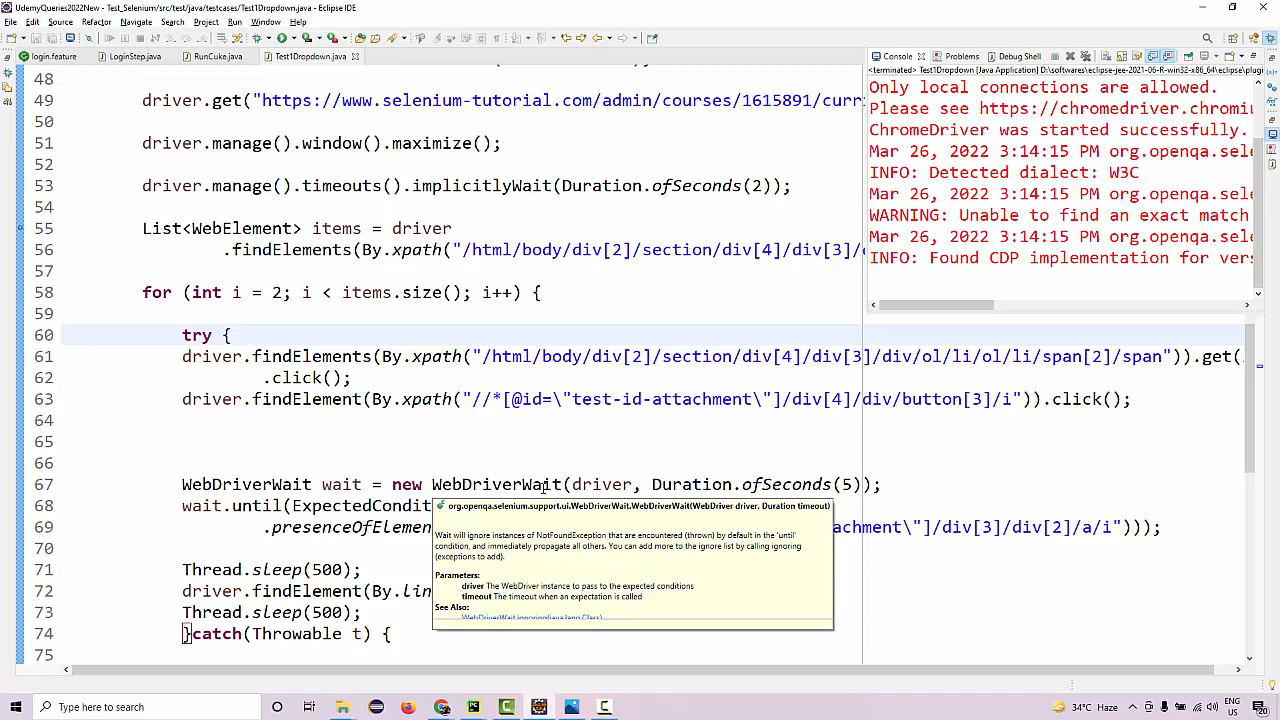 UdemyQueries2022New - Test_Selenium/src/test/java/testcases/Test1Dropdown.java - Eclipse IDE
File Edit Source Refactor Navigate Search Project Run Window Help
login.feature LoginStep.java RunCuke.java Test1Dropdown.java
Console Problems Debug Shell
<terminated> Test1Dropdown [Java Application] D:\softwares\eclipse-jee-2021-06-R-win32-x86_64\eclipse\plugi
Only local connections are allowed.
Please see https://chromedriver.chromiu
ChromeDriver was started successfully.
Mar 26, 2022 3:14:15 PM org.openqa.sele
INFO: Detected dialect: W3C
Mar 26, 2022 3:14:15 PM org.openqa.sele
WARNING: Unable to find an exact match
Mar 26, 2022 3:14:15 PM org.openqa.sele
INFO: Found CDP implementation for vers
48
49 driver.get("https://www.selenium-tutorial.com/admin/courses/1615891/curr
50
51 driver.manage().window().maximize();
52
53 driver.manage().timeouts().implicitlyWait(Duration.ofSeconds(2));
54
55 List<WebElement> items = driver
56 .findElements(By.xpath("/html/body/div[2]/section/div[4]/div[3]/
57
58 for (int i = 2; i < items.size(); i++) {
59
60 try {
61 driver.findElements(By.xpath("/html/body/div[2]/section/div[4]/div[3]/div/ol/li/ol/li/span[2]/span")).get(
62 .click();
63 driver.findElement(By.xpath("//*[@id=\"test-id-attachment\"]/div[4]/div/button[3]/i")).click();
64
65
66
67 WebDriverWait wait = new WebDriverWait(driver, Duration.ofSeconds(5));
68 wait.until(ExpectedCondit
69 .presenceOfElemen achment\"]/div[3]/div[2]/a/i")));
70
71 Thread.sleep(500);
72 driver.findElement(By.lin
73 Thread.sleep(500);
74 }catch(Throwable t) {
75
org.openqa.selenium.support.ui.WebDriverWait.WebDriverWait(WebDriver driver, Duration timeout)
Wait will ignore instances of NotFoundException that are encountered (thrown) by default in the 'until'
condition, and immediately propagate all others. You can add more to the ignore list by calling ignoring
(exceptions to add).
Parameters:
driver The WebDriver instance to pass to the expected conditions
timeout The timeout when an expectation is called
See Also:
WebDriverWait.ignoring(java.lang.Class)
Type here to search
34°C Haze
ENG
US
20